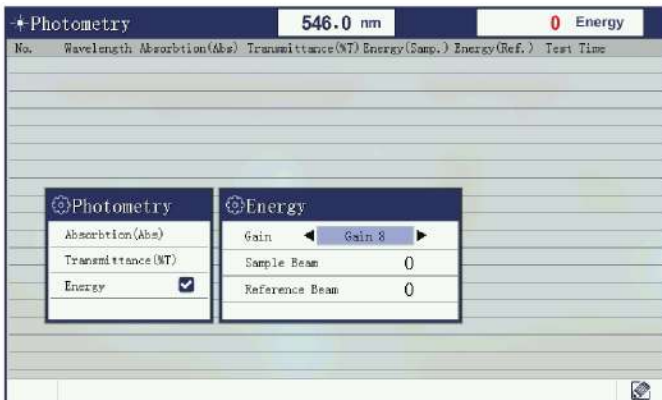 Photometry 546.0 nm 0 Energy
No. Wavelength Absorbtion(Abs) Transmittance(%T) Energy(Samp.) Energy(Ref.) Test Time
Photometry
Absorbtion(Abs)
Transmittance(%T)
Energy
Energy
Gain Gain 8
Sample Beam 0
Reference Beam 0